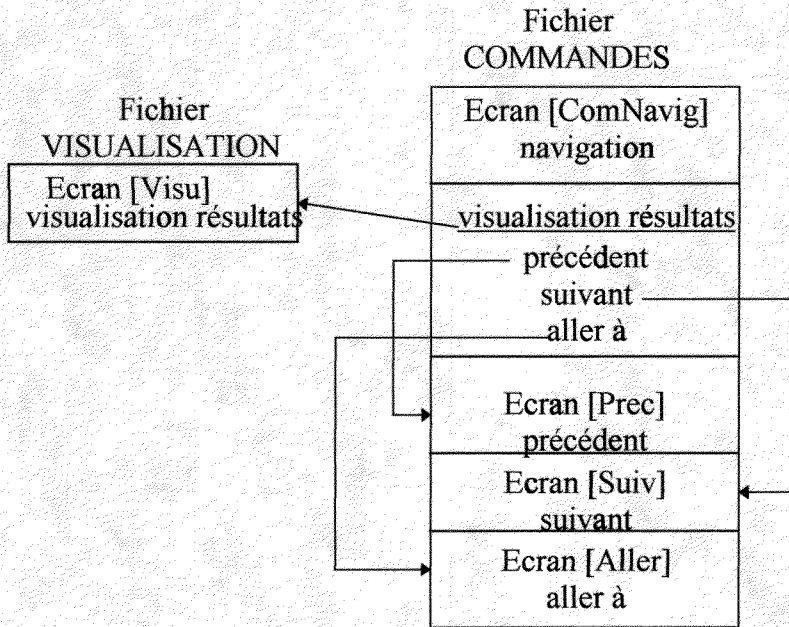 Fichier
VISUALISATION
Ecran [Visu]
visualisation résultats
Fichier
COMMANDES
Ecran [ComNavig]
navigation
visualisation résultats
précédent
suivant
aller à
Ecran [Prec]
précédent
Ecran [Suiv]
suivant
Ecran [Aller]
aller à